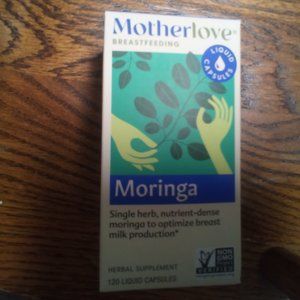 Motherlove®
BREASTFEEDING
LIQUID
CAPSULES
Moringa
Single herb, nutrient-dense
moringa to optimize breast
milk production*
HERBAL SUPPLEMENT
120 LIQUID CAPSULES
NON
GMO
VERIFIED